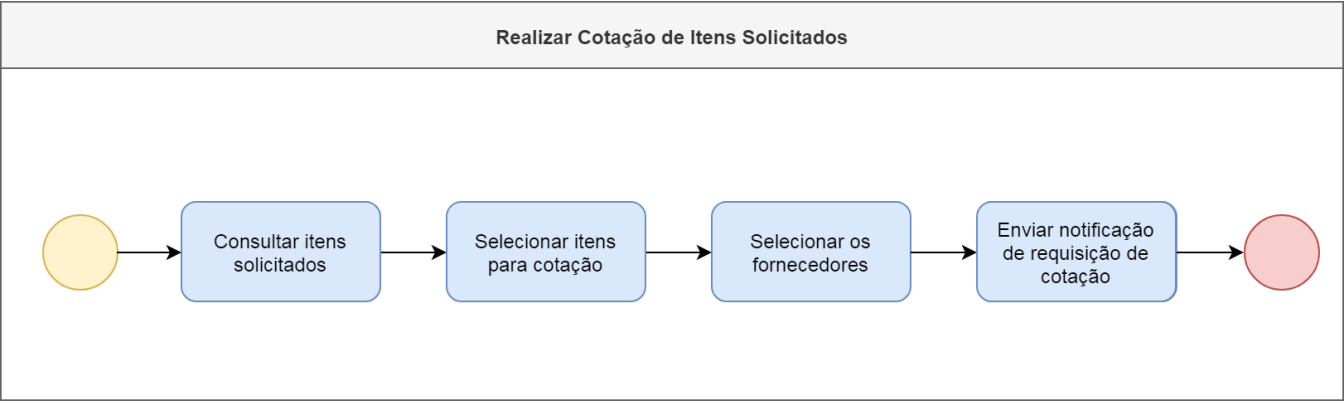 Realizar Cotação de Itens Solicitados
Consultar itens
solicitados
Selecionar itens
para cotação
Selecionar os
fornecedores
Enviar notificação
de requisição de
cotação